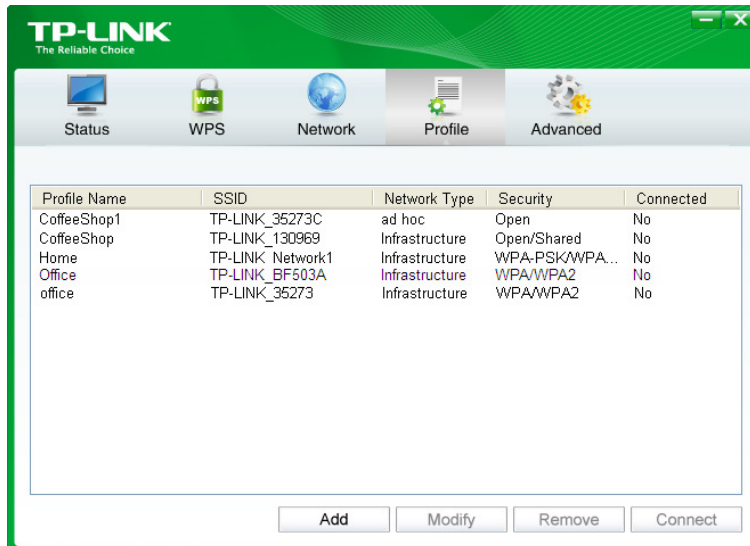 TP-LINK
The Reliable Choice
WPS
Status WPS Network Profile Advanced
Profile Name SSID Network Type Security Connected
CoffeeShop1 TP-LINK_35273C ad hoc Open No
CoffeeShop TP-LINK_130969 Infrastructure Open/Shared No
Home TP-LINK_Network1 Infrastructure WPA-PSK/WPA... No
Office TP-LINK_BF503A Infrastructure WPA/WPA2 No
office TP-LINK_35273 Infrastructure WPA/WPA2 No
Add Modify Remove Connect